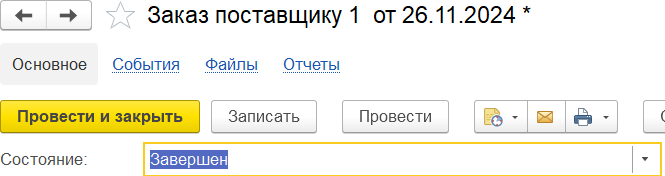 Заказ поставщику 1 от 26.11.2024 *
Основное События Файлы Отчеты
Провести и закрыть Записать Провести
Состояние: Завершен